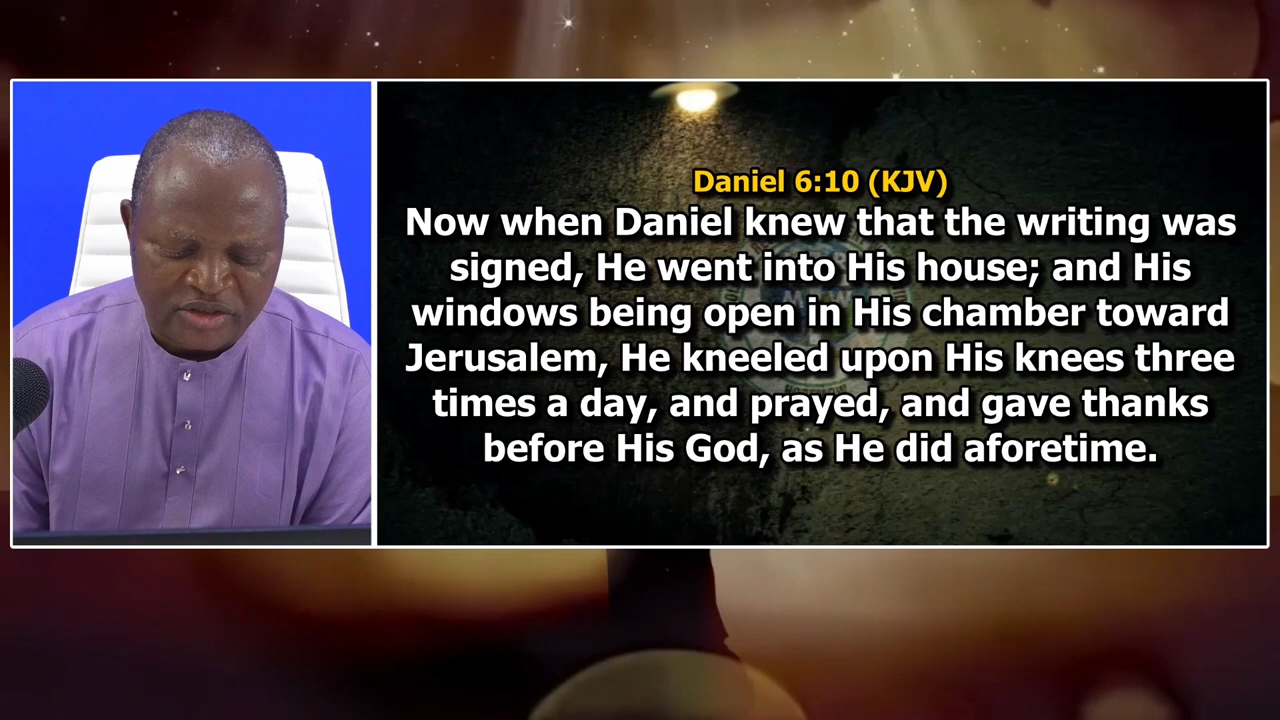 Daniel 6:10 (KJV)
Now when Daniel knew that the writing was
signed, He went into His house; and His
windows being open in His chamber toward
Jerusalem, He kneeled upon His knees three
times a day, and prayed, and gave thanks
before His God, as He did aforetime.